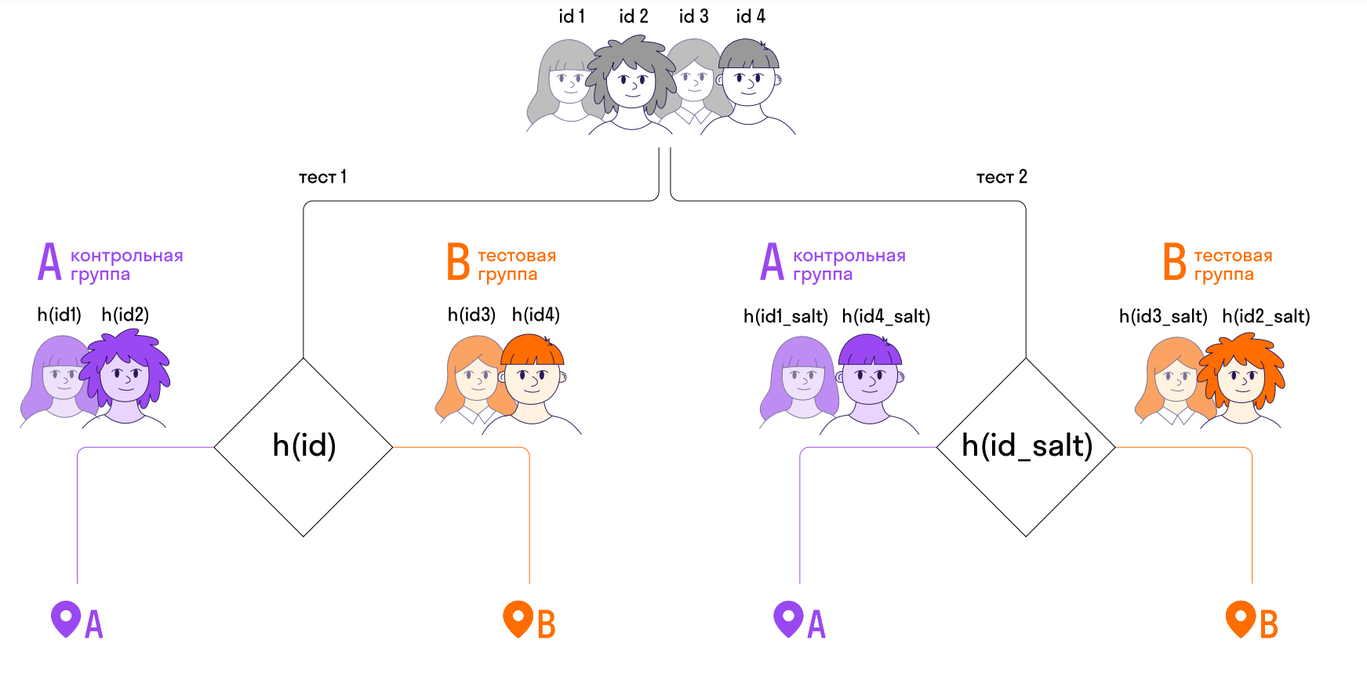 id 1 id 2 id 3 id 4
тест 1 тест 2
A контрольная группа
B тестовая группа
A контрольная группа
B тестовая группа
h(id1) h(id2)
h(id3) h(id4)
h(id1_salt) h(id4_salt)
h(id3_salt) h(id2_salt)
h(id)
h(id_salt)
A
B
A
B